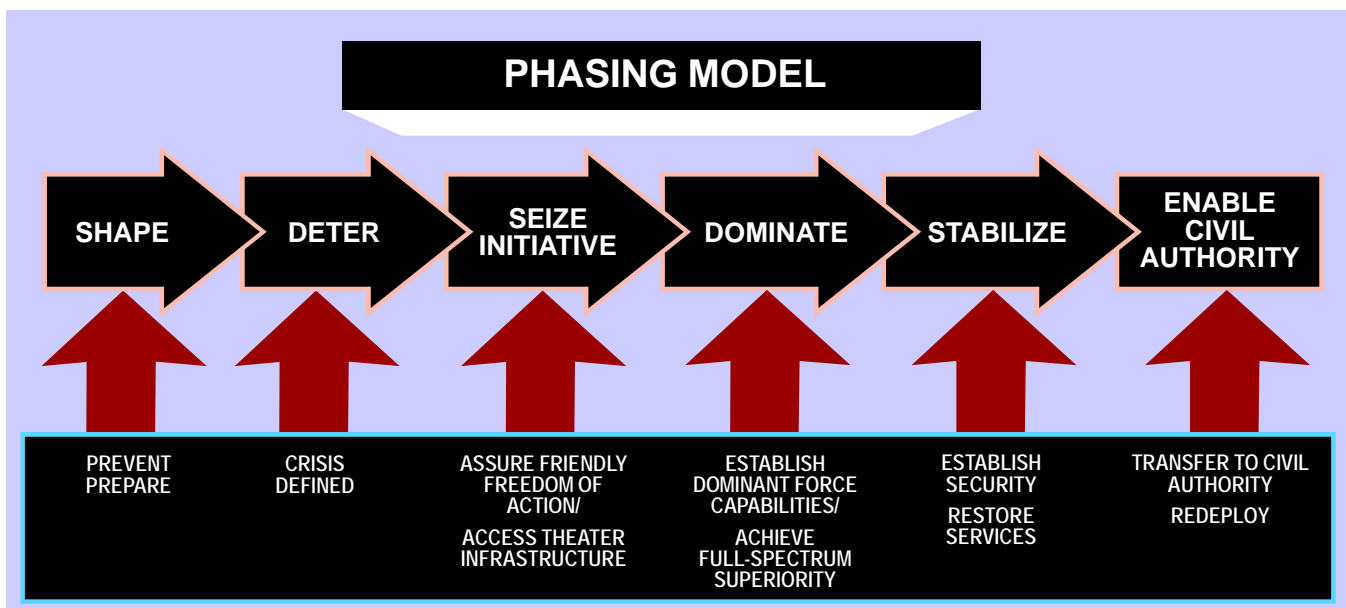 PHASING MODEL
SHAPE
DETER
SEIZE
INITIATIVE
DOMINATE
STABILIZE
ENABLE
CIVIL
AUTHORITY
PREVENT
PREPARE
CRISIS
DEFINED
ASSURE FRIENDLY
FREEDOM OF
ACTION/
ACCESS THEATER
INFRASTRUCTURE
ESTABLISH
DOMINANT FORCE
CAPABILITIES/
ACHIEVE
FULL-SPECTRUM
SUPERIORITY
ESTABLISH
SECURITY
RESTORE
SERVICES
TRANSFER TO CIVIL
AUTHORITY
REDEPLOY